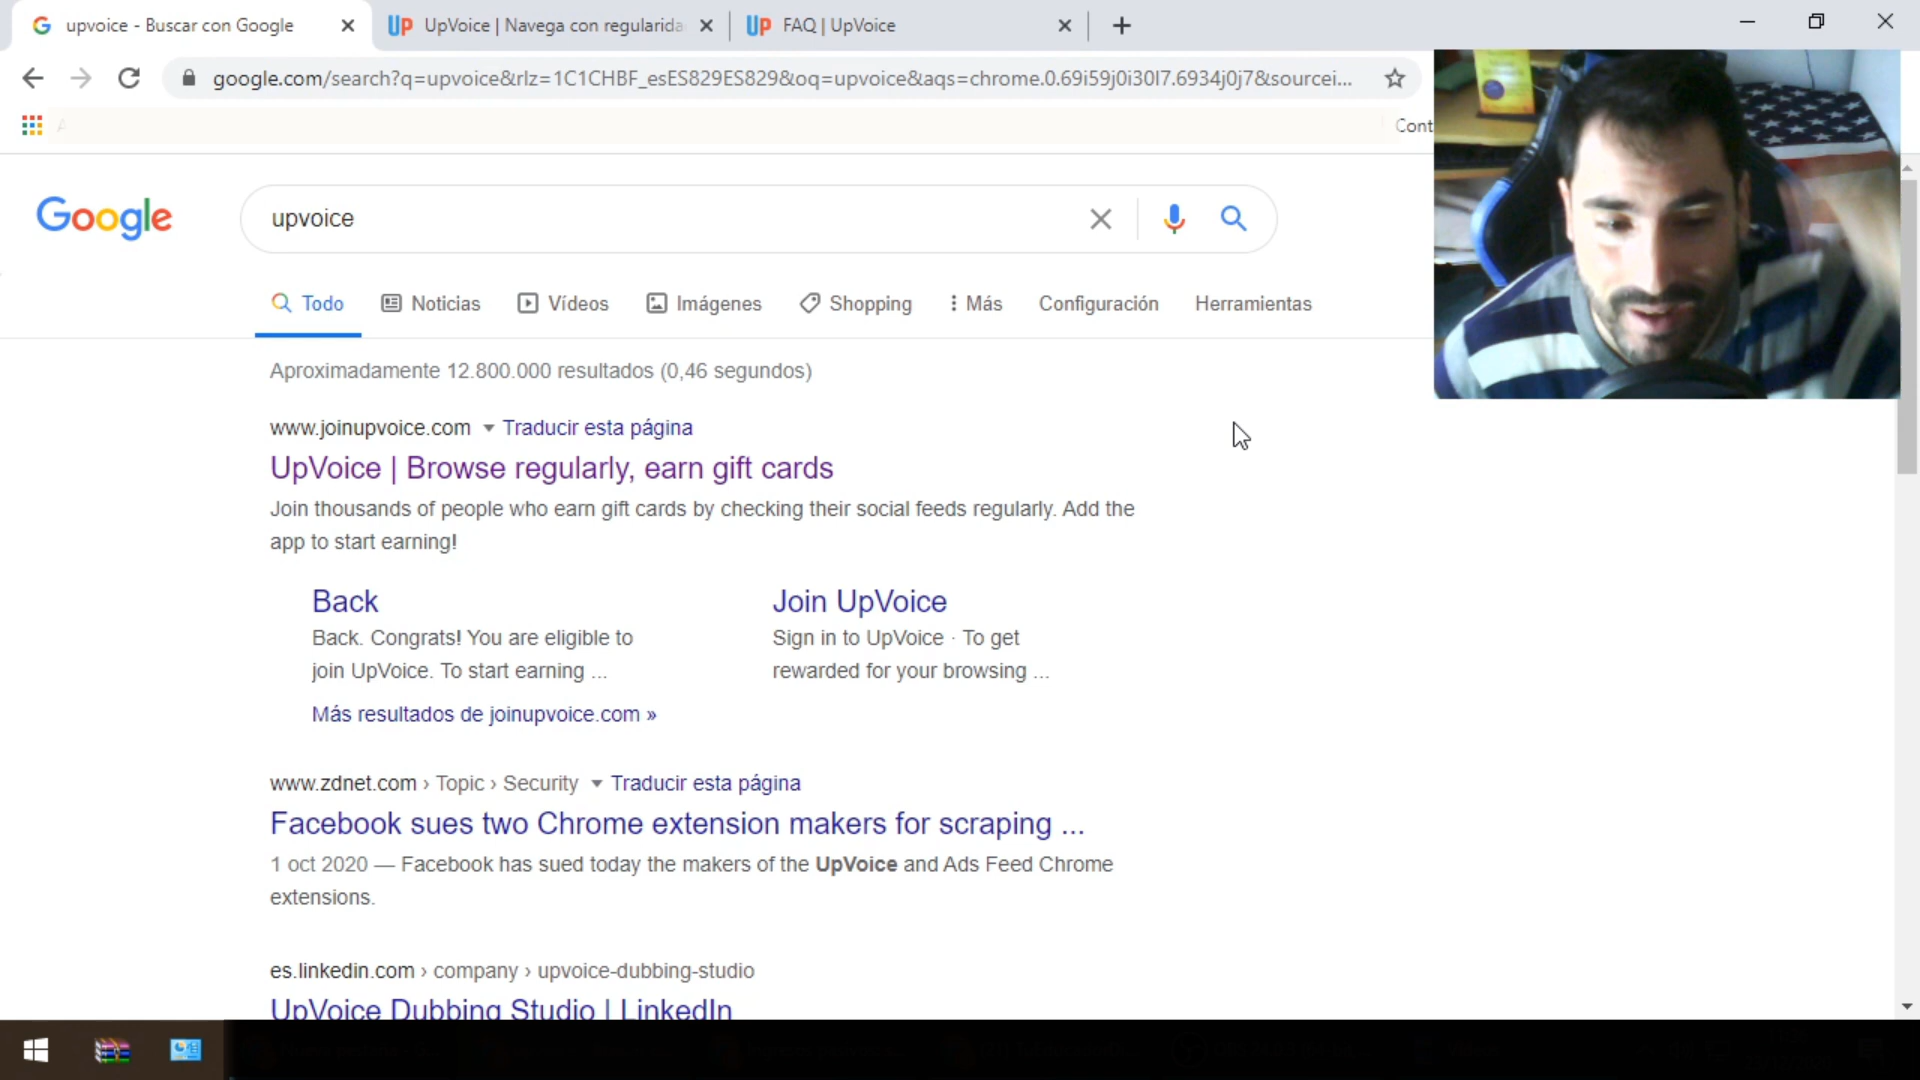 upvoice - Buscar con Google
UP UpVoice | Navega con regularida
UP FAQ | UpVoice
google.com/search?q=upvoice&rlz=1C1CHBF_esES829ES829&oq=upvoice&aqs=chrome.0.69i59j0i30l7.6934j0j7&sourcei...
Cont
Google
upvoice
Todo Noticias Vídeos Imágenes Shopping Más Configuración Herramientas
Aproximadamente 12.800.000 resultados (0,46 segundos)
www.joinupvoice.com Traducir esta página
UpVoice | Browse regularly, earn gift cards
Join thousands of people who earn gift cards by checking their social feeds regularly. Add the
app to start earning!
Back
Back. Congrats! You are eligible to
join UpVoice. To start earning ...
Join UpVoice
Sign in to UpVoice · To get
rewarded for your browsing ...
Más resultados de joinupvoice.com »
www.zdnet.com › Topic › Security Traducir esta página
Facebook sues two Chrome extension makers for scraping ...
1 oct 2020 — Facebook has sued today the makers of the UpVoice and Ads Feed Chrome
extensions.
es.linkedin.com › company › upvoice-dubbing-studio
UpVoice Dubbing Studio | LinkedIn